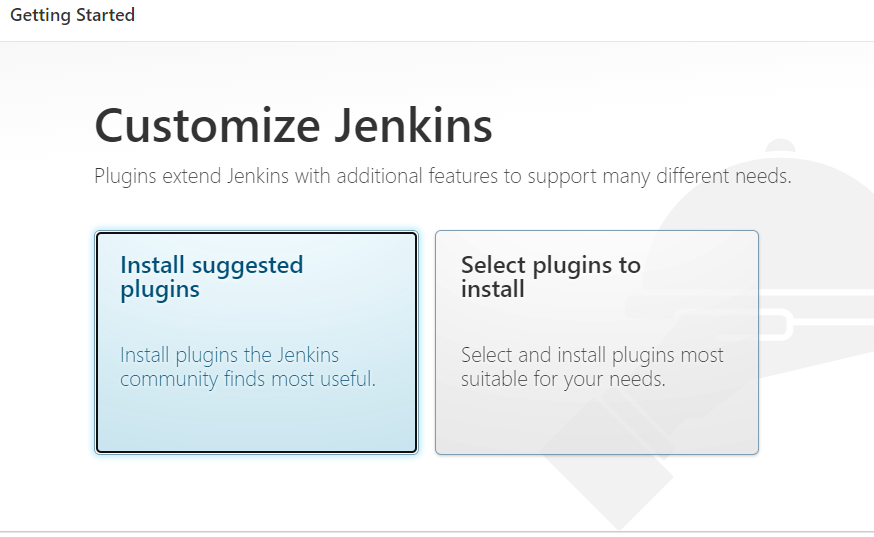 Getting Started
Customize Jenkins
Plugins extend Jenkins with additional features to support many different needs.
Install suggested
plugins
Install plugins the Jenkins
community finds most useful.
Select plugins to
install
Select and install plugins most
suitable for your needs.